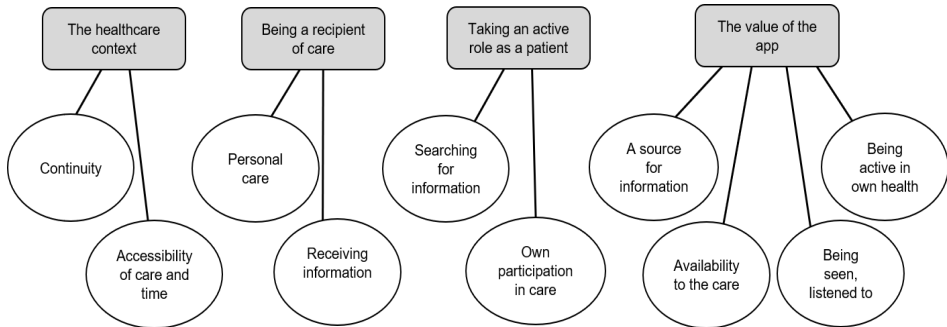 The healthcare
context
Being a recipient
of care
Taking an active
role as a patient
The value of the
app
Continuity
Accessibility
of care and
time
Personal
care
Receiving
information
Searching
for
information
Own
participation
in care
A source
for
information
Availability
to the care
Being
seen,
listened to
Being
active in
own health